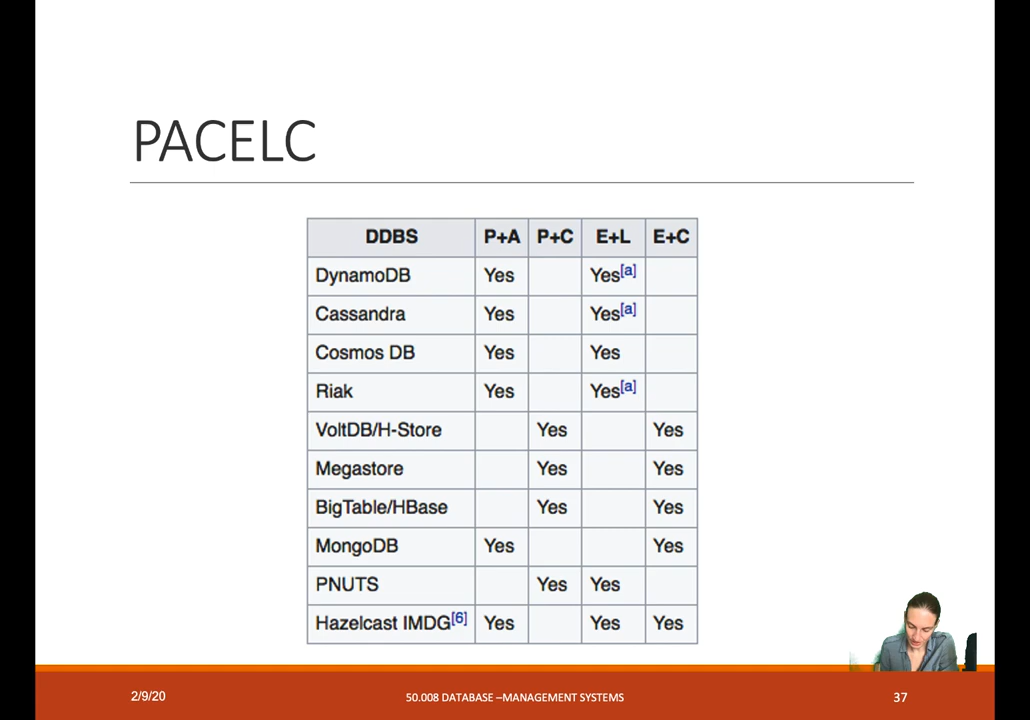 PACELC
DDBS P+A P+C E+L E+C
DynamoDB Yes Yes[a]
Cassandra Yes Yes[a]
Cosmos DB Yes Yes
Riak Yes Yes[a]
VoltDB/H-Store Yes Yes
Megastore Yes Yes
BigTable/HBase Yes Yes
MongoDB Yes Yes
PNUTS Yes Yes
Hazelcast IMDG[6] Yes Yes Yes
2/9/20 50.008 DATABASE –MANAGEMENT SYSTEMS 37